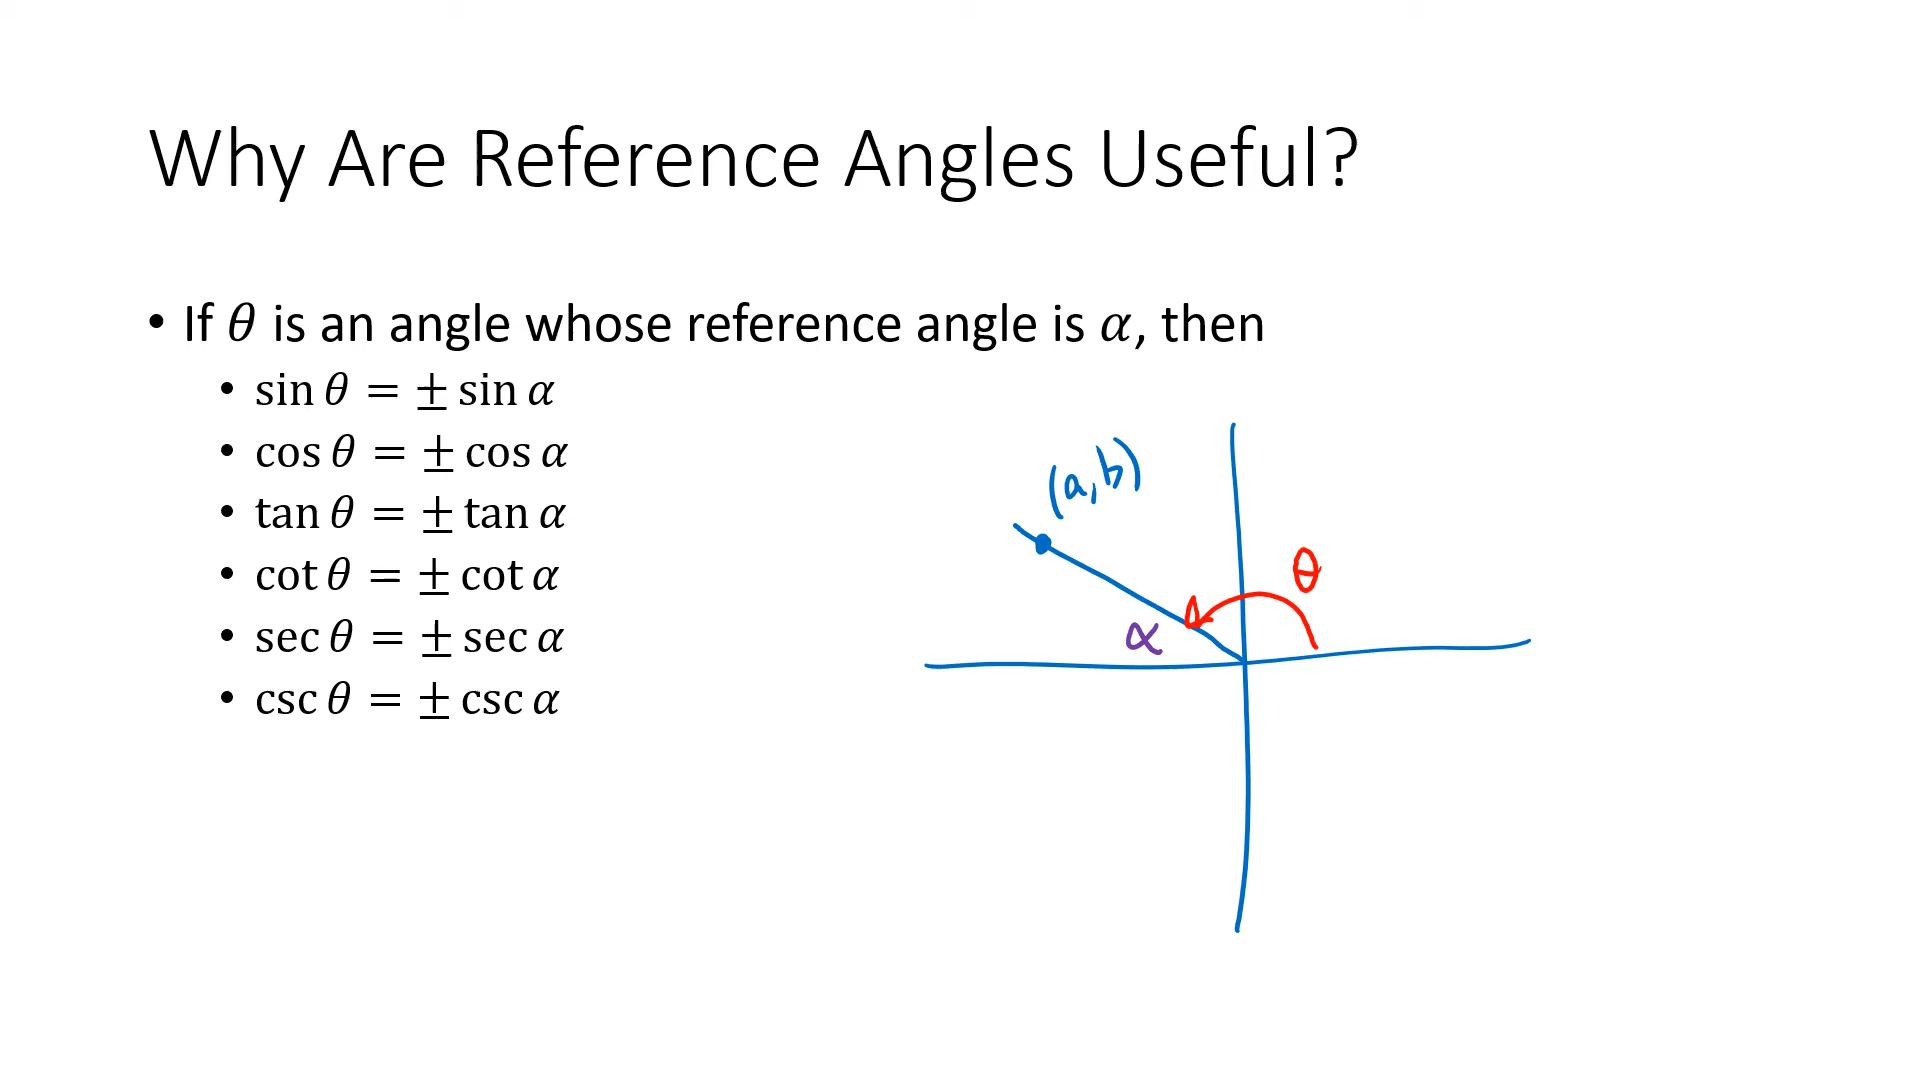 Why Are Reference Angles Useful?
• If θ is an angle whose reference angle is α, then
• sin θ = ± sin α
• cos θ = ± cos α
• tan θ = ± tan α
• cot θ = ± cot α
• sec θ = ± sec α
• csc θ = ± csc α
(a,b)
θ
α